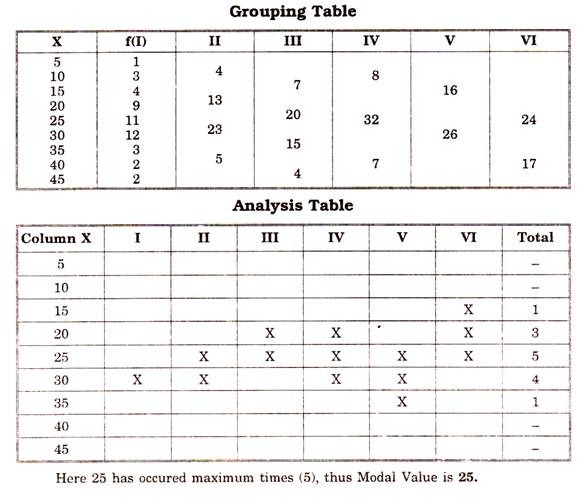 Grouping Table
X f(I) II III IV V VI
5 1
4
10 3 8
7
15 4 16
13
20 9
20
25 11 32 24
23
30 12 26
15
35 3
5
40 2 7 17
4
45 2
Analysis Table
Column X I II III IV V VI Total
5 –
10 –
15 X 1
20 X X X 3
25 X X X X X 5
30 X X X X 4
35 X 1
40 –
45 –
Here 25 has occured maximum times (5), thus Modal Value is 25.